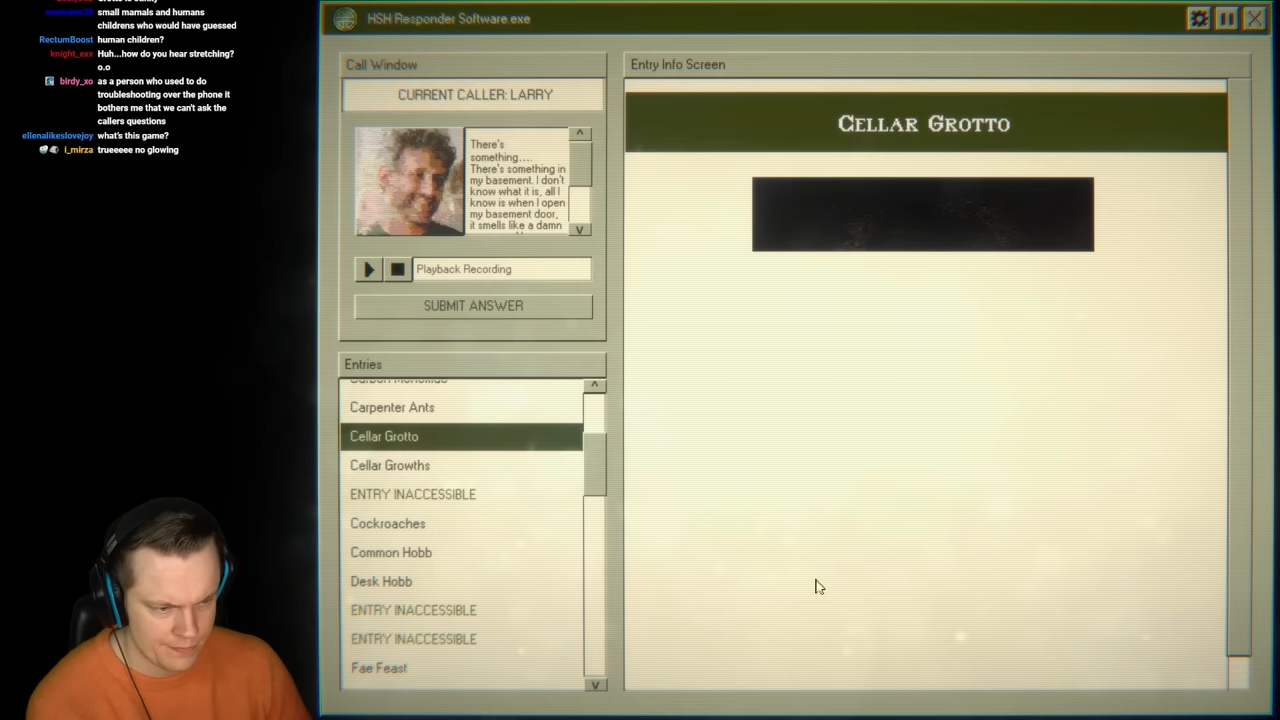 small mamals and humans
childrens who would have guessed
RectumBoost human children?
knight_exx Huh...how do you hear stretching?
o.o
birdy_xo as a person who used to do
troubleshooting over the phone it
bothers me that we can't ask the
callers questions
ellenalikeslovejoy what's this game?
i_mirza trueeeee no glowing
HSH Responder Software.exe
Call Window
CURRENT CALLER: LARRY
There's
something....
There's something in
my basement. I don't
know what it is, all I
know is when I open
my basement door,
it smells like a damn
Playback Recording
SUBMIT ANSWER
Entries
Carbon Monoxide
Carpenter Ants
Cellar Grotto
Cellar Growths
ENTRY INACCESSIBLE
Cockroaches
Common Hobb
Desk Hobb
ENTRY INACCESSIBLE
ENTRY INACCESSIBLE
Fae Feast
Entry Info Screen
Cellar Grotto